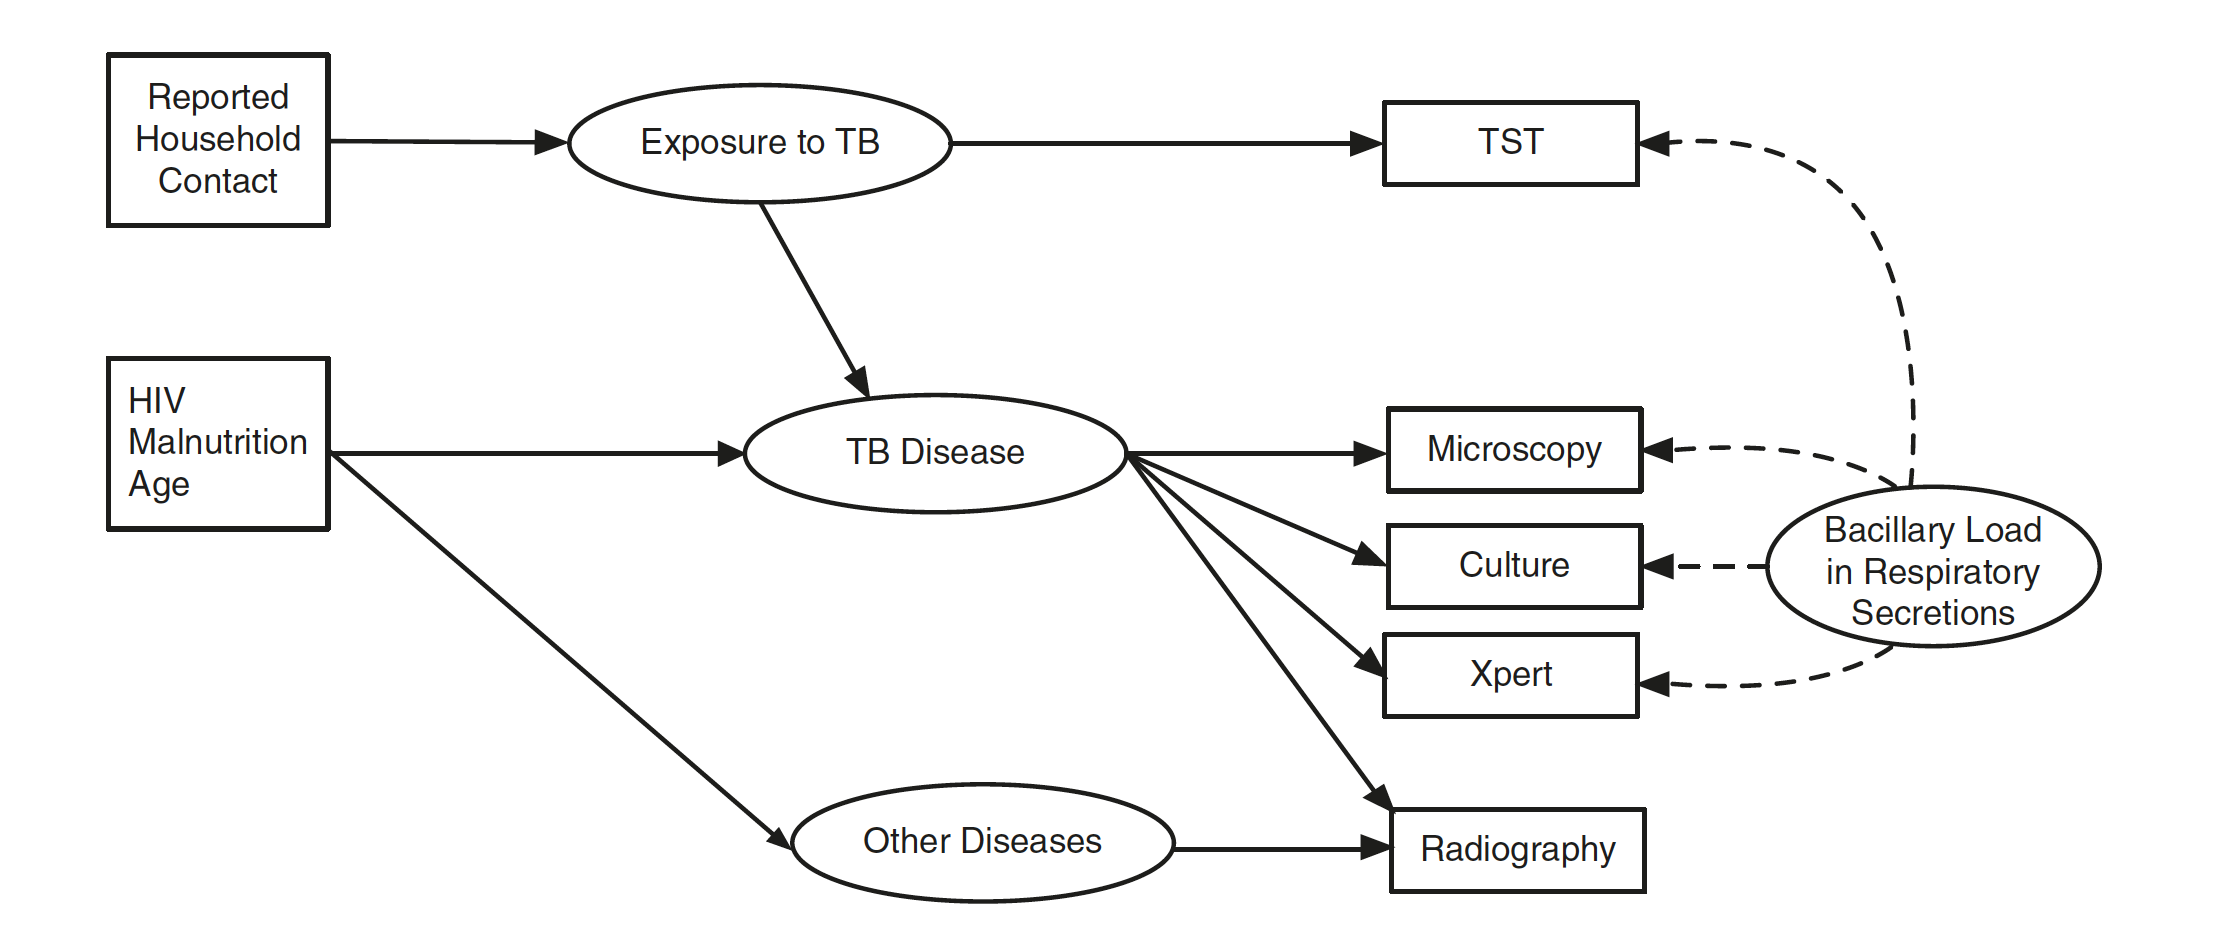 Reported
Household
Contact
Exposure to TB
TST
HIV
Malnutrition
Age
TB Disease
Microscopy
Culture
Xpert
Bacillary Load
in Respiratory
Secretions
Other Diseases
Radiography